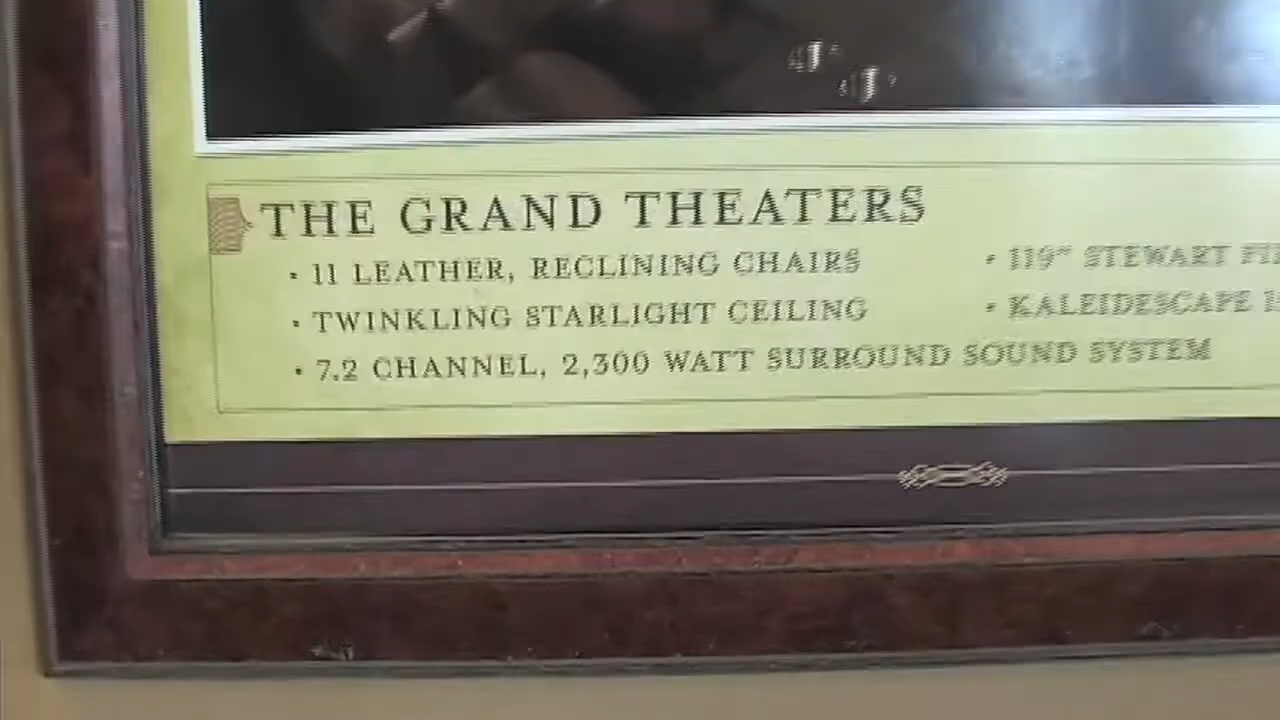 THE GRAND THEATERS
• 11 LEATHER, RECLINING CHAIRS
• TWINKLING STARLIGHT CEILING
• 7.2 CHANNEL, 2,300 WATT SURROUND SOUND SYSTEM
• 119" STEWART
• KALEIDESCAPE